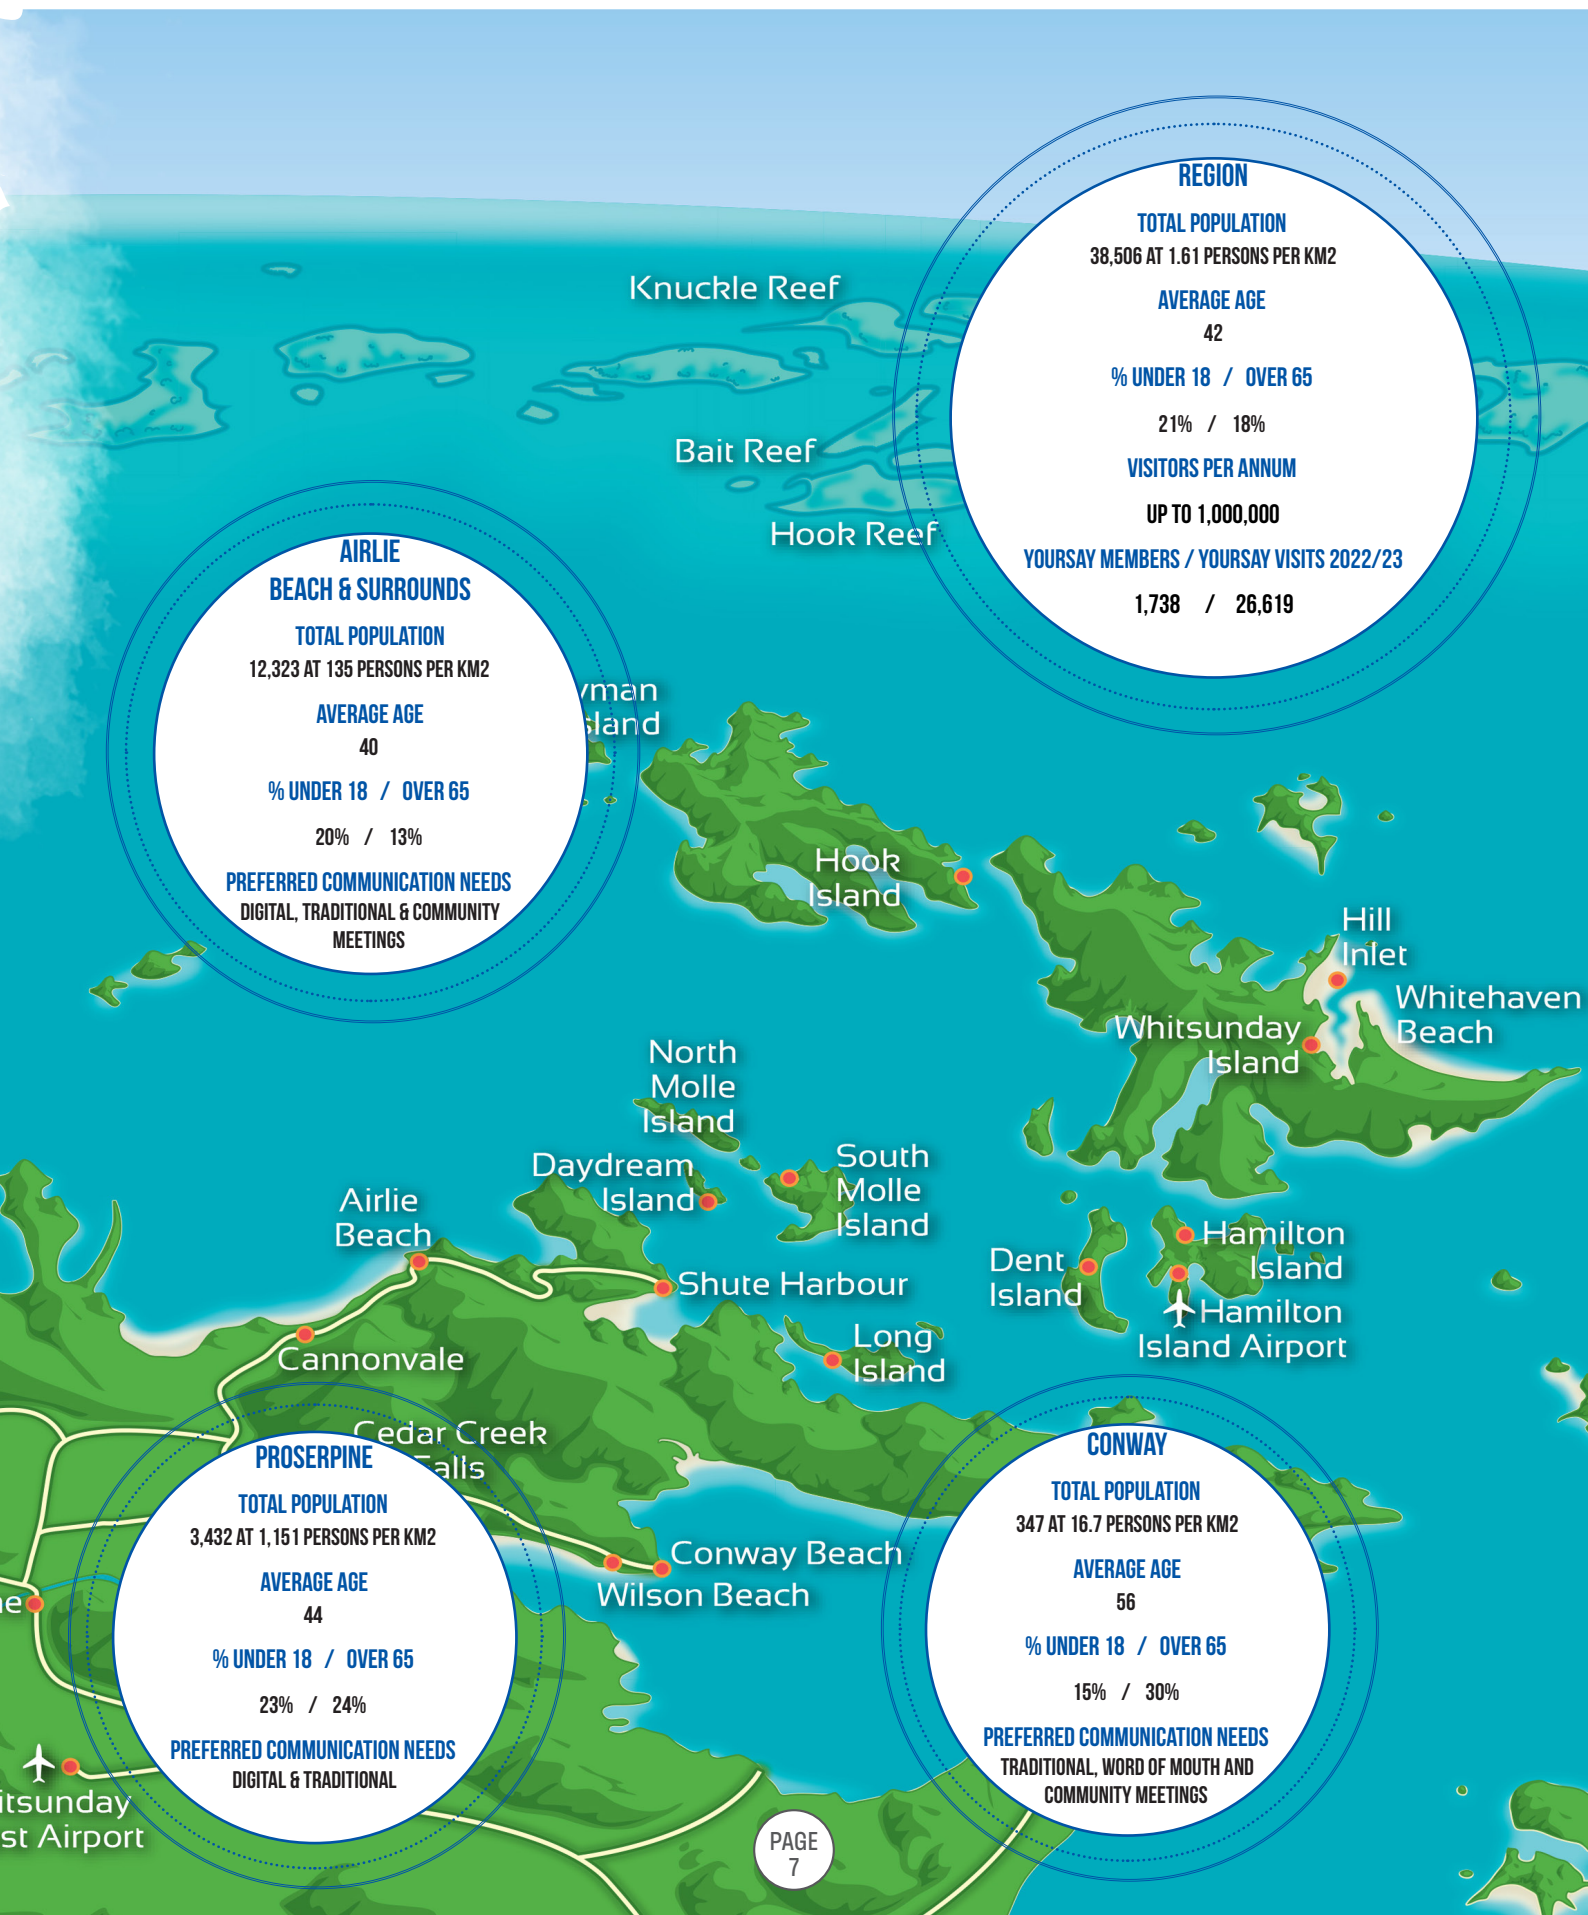 REGION
TOTAL POPULATION
38,506 AT 1.61 PERSONS PER KM2
AVERAGE AGE
42
% UNDER 18 / OVER 65
21% / 18%
VISITORS PER ANNUM
UP TO 1,000,000
YOURSAY MEMBERS / YOURSAY VISITS 2022/23
1,738 / 26,619
Knuckle Reef
Bait Reef
Hook Reef
AIRLIE
BEACH & SURROUNDS
TOTAL POPULATION
12,323 AT 135 PERSONS PER KM2
AVERAGE AGE
40
% UNDER 18 / OVER 65
20% / 13%
PREFERRED COMMUNICATION NEEDS
DIGITAL, TRADITIONAL & COMMUNITY
MEETINGS
Hook
Island
Hill
Inlet
Whitehaven
Beach
Whitsunday
Island
North
Molle
Island
Daydream
Island
South
Molle
Island
Airlie
Beach
Shute Harbour
Dent
Island
Hamilton
Island
Hamilton
Island Airport
Long
Island
Cannonvale
Cedar Creek
PROSERPINE
TOTAL POPULATION
3,432 AT 1,151 PERSONS PER KM2
AVERAGE AGE
44
% UNDER 18 / OVER 65
23% / 24%
PREFERRED COMMUNICATION NEEDS
DIGITAL & TRADITIONAL
Conway Beach
Wilson Beach
CONWAY
TOTAL POPULATION
347 AT 16.7 PERSONS PER KM2
AVERAGE AGE
56
% UNDER 18 / OVER 65
15% / 30%
PREFERRED COMMUNICATION NEEDS
TRADITIONAL, WORD OF MOUTH AND
COMMUNITY MEETINGS
Airport
PAGE
7